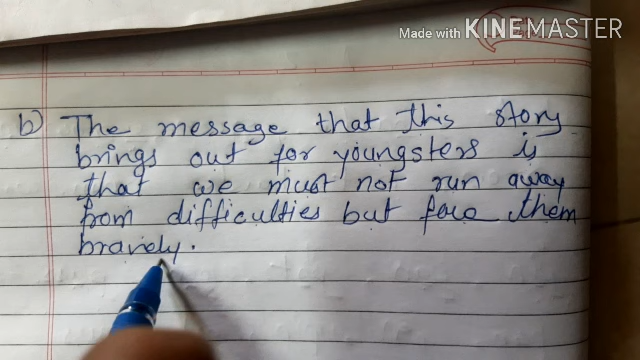 Made with KINEMASTER
b) The message that this story
brings out for youngsters is
that we must not run away
from difficulties but face them
bravely.